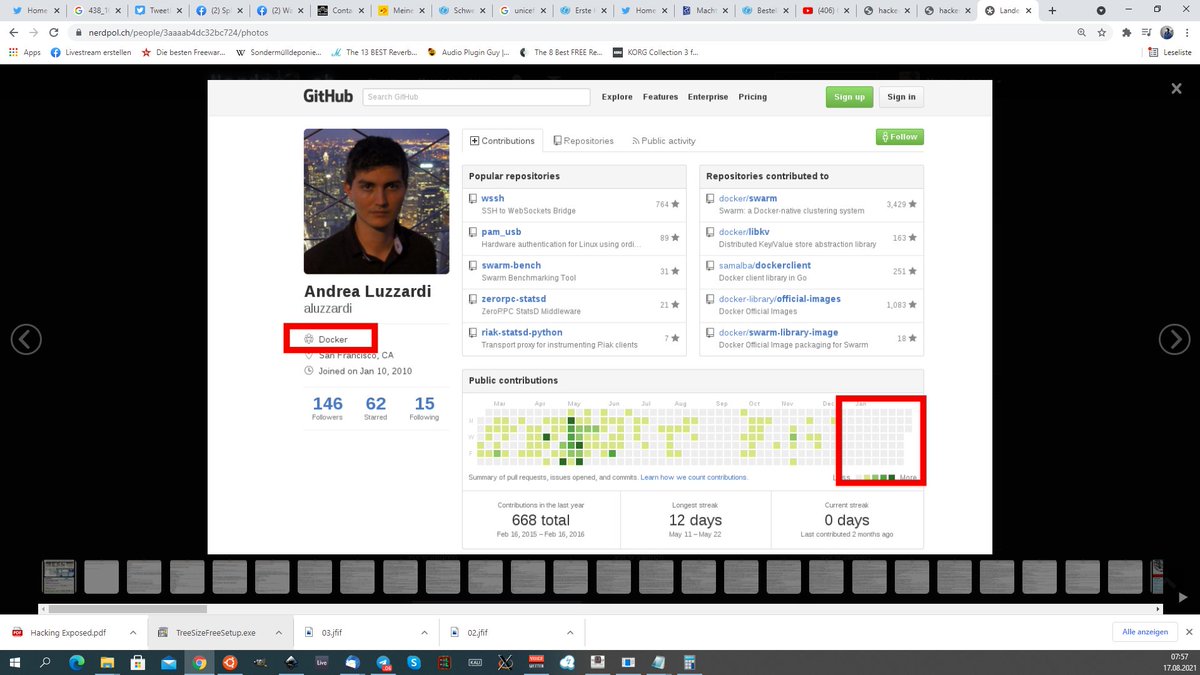 Home
438_1
Tweet
(2) Sp
(2) Wa
Conta
Meine
Schwe
unicef
Erste
Home
Macht
Bestel
(406)
hacke
hacke
Lande
nerdpol.ch/people/3aaaab4dc32bc724/photos
Apps
Livestream erstellen
Die besten Freewar...
Sondermülldeponie...
The 13 BEST Reverb...
Audio Plugin Guy |...
The 8 Best FREE Re...
KORG Collection 3 f...
Leseliste
GitHub
Search GitHub
Explore Features Enterprise Pricing
Sign up
Sign in
Contributions
Repositories
Public activity
Follow
Andrea Luzzardi
aluzzardi
Docker
San Francisco, CA
Joined on Jan 10, 2010
146 62 15
Followers Starred Following
Popular repositories
wssh
SSH to WebSockets Bridge
764
pam_usb
Hardware authentication for Linux using ordi...
89
swarm-bench
Swarm Benchmarking Tool
31
zerorpc-statsd
ZeroRPC StatsD Middleware
21
riak-statsd-python
Transport proxy for instrumenting Riak clients
7
Repositories contributed to
docker/swarm
Swarm: a Docker-native clustering system
3,429
docker/libkv
Distributed Key/Value store abstraction library
163
samalba/dockerclient
Docker client library in Go
251
docker-library/official-images
Docker Official Images
1,083
docker/swarm-library-image
Docker Official Image packaging for Swarm
18
Public contributions
Mar Apr May Jun Jul Aug Sep Oct Nov Dec Jan
M
W
F
Summary of pull requests, issues opened, and commits. Learn how we count contributions.
Less More
Contributions in the last year
668 total
Feb 16, 2015 – Feb 16, 2016
Longest streak
12 days
May 11 – May 22
Current streak
0 days
Last contributed 2 months ago
Hacking Exposed.pdf
TreeSizeFreeSetup.exe
03.jfif
02.jfif
Alle anzeigen
Live
07:57
17.08.2021